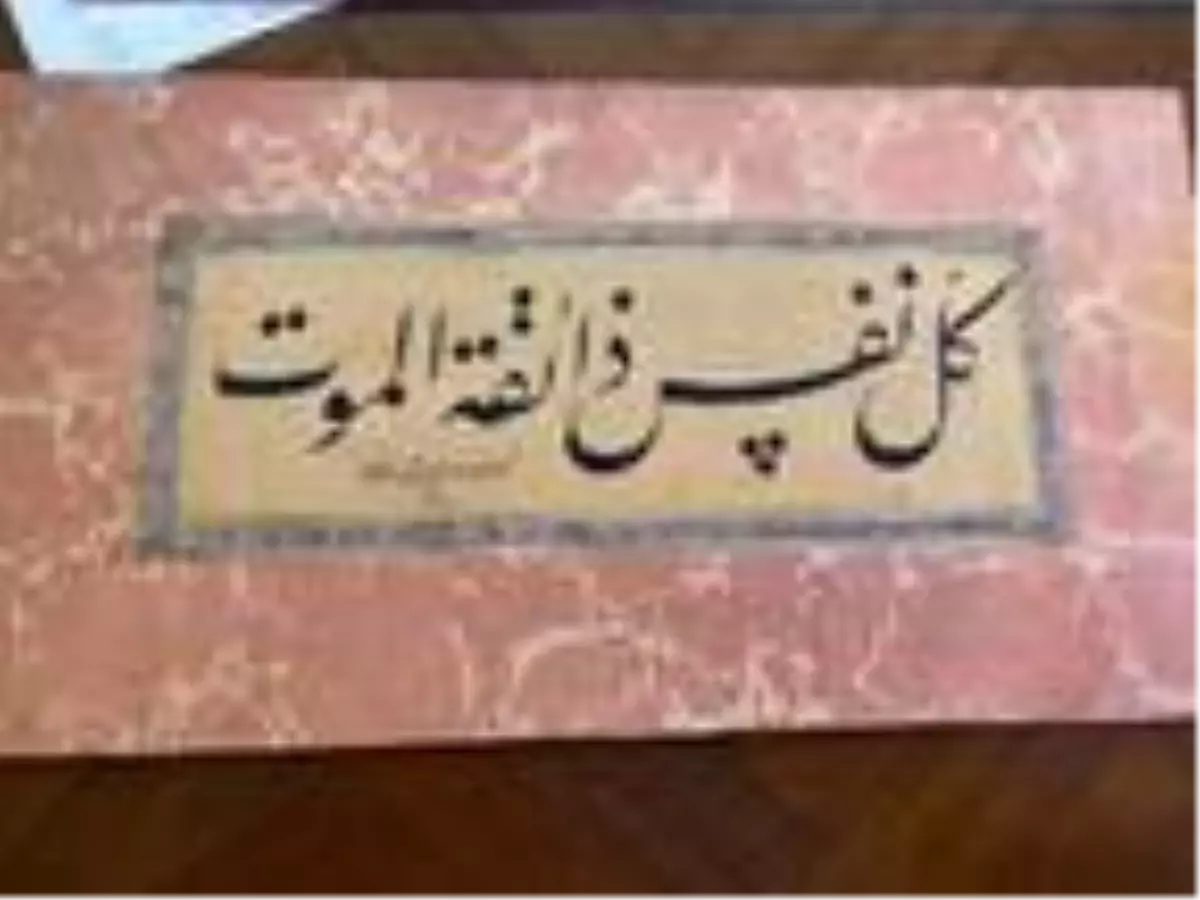 كل نفس ذائقة الموت